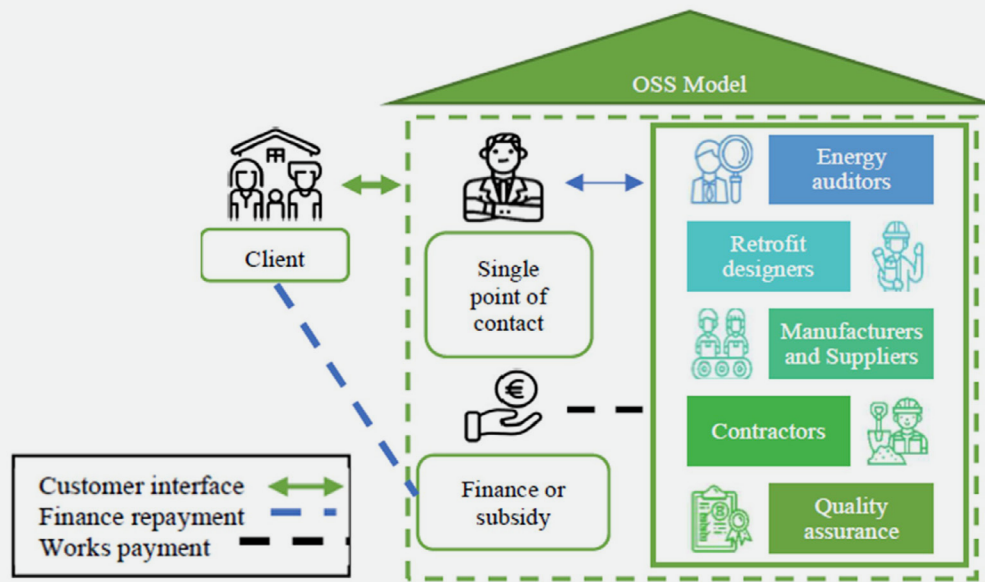 OSS Model
Client
Single
point of
contact
Finance or
subsidy
Energy
auditors
Retrofit
designers
Manufacturers
and Suppliers
Contractors
Quality
assurance
Customer interface
Finance repayment
Works payment
€